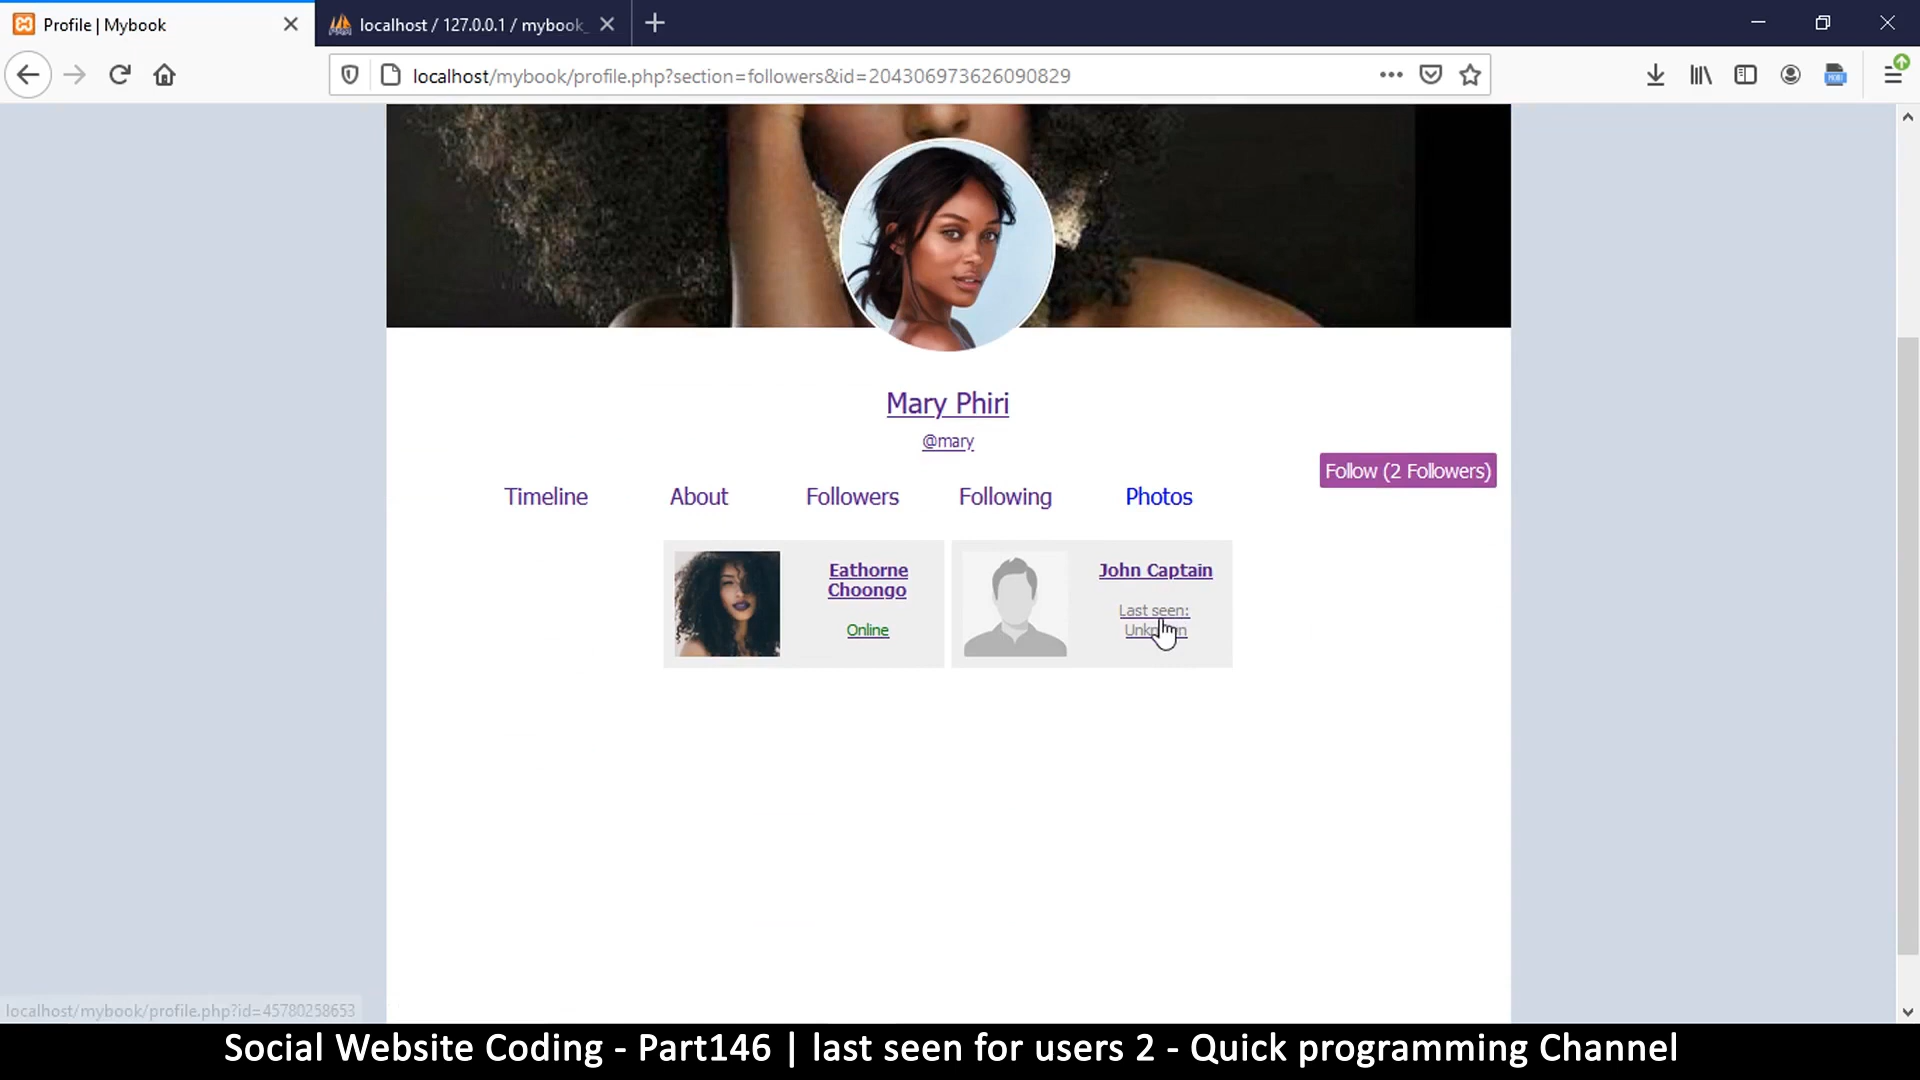 Profile | Mybook
localhost / 127.0.0.1 / mybook_
localhost/mybook/profile.php?section=followers&id=204306973626090829
Mary Phiri
@mary
Follow (2 Followers)
Timeline About Followers Following Photos
Eathorne
Choongo
Online
John Captain
Last seen:
localhost/mybook/profile.php?id=45780258653
Social Website Coding - Part146 | last seen for users 2 - Quick programming Channel